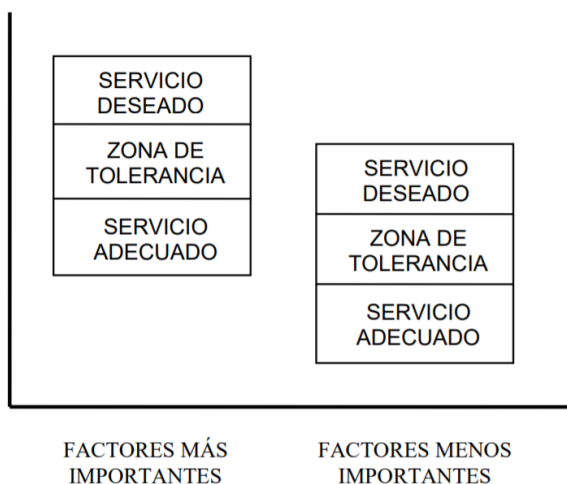 SERVICIO
DESEADO
ZONA DE
TOLERANCIA
SERVICIO
ADECUADO
SERVICIO
DESEADO
ZONA DE
TOLERANCIA
SERVICIO
ADECUADO
FACTORES MÁS
IMPORTANTES
FACTORES MENOS
IMPORTANTES